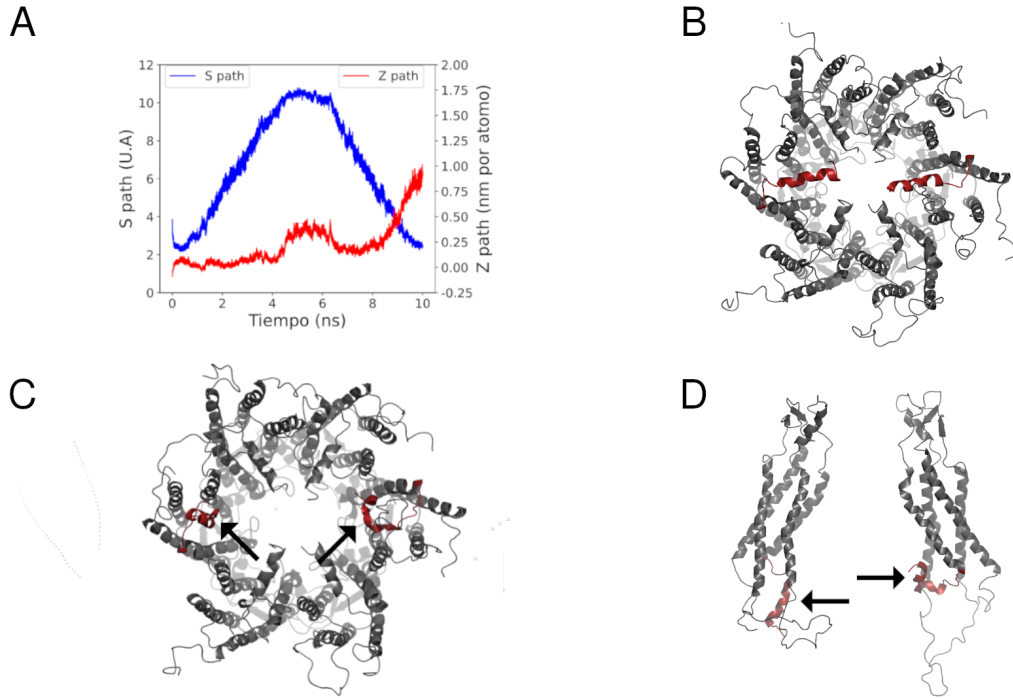 A
B
S path
Z path
12
10
8
6
4
2
0
S path (U.A)
2.00
1.75
1.50
1.25
1.00
0.75
0.50
0.25
0.00
-0.25
Z path (nm por atomo)
0 2 4 6 8 10
Tiempo (ns)
C
D